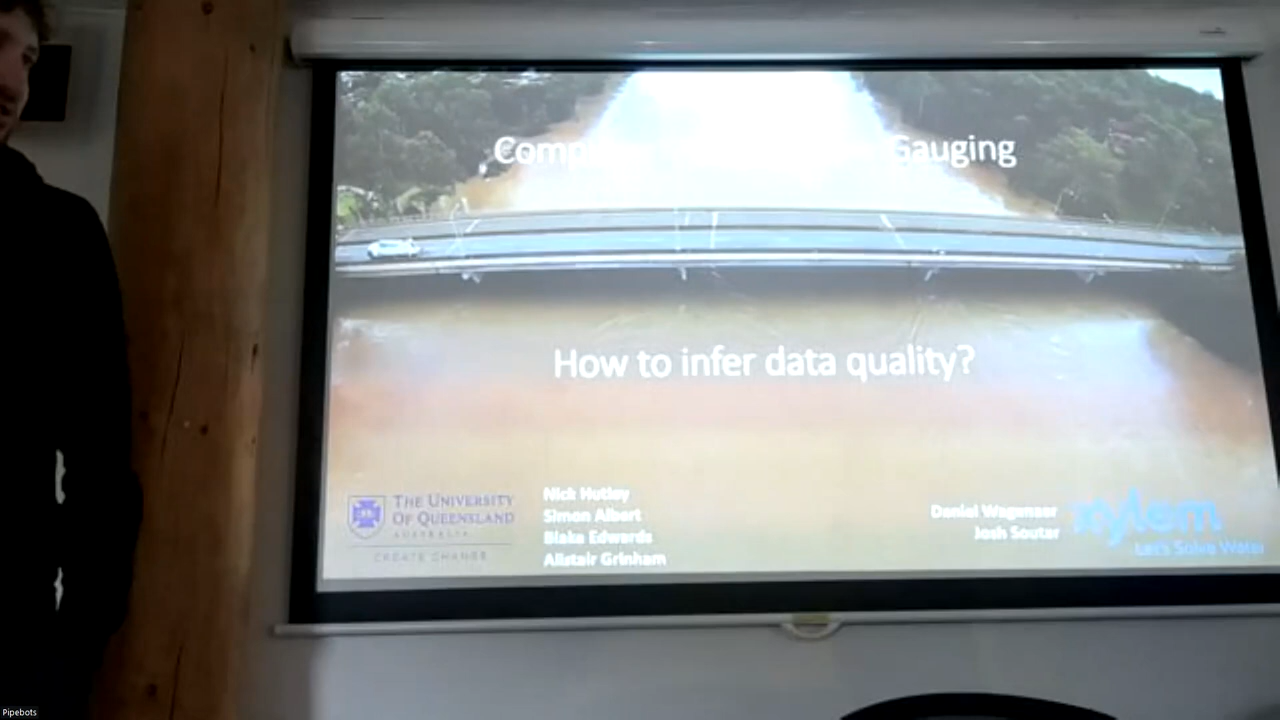 Gauging
How to infer data quality?
THE UNIVERSITY
OF QUEENSLAND
AUSTRALIA
CREATE CHANGE
Nick Hutley
Simon Albert
Blake Edwards
Alistair Grinham
Daniel Wagenaar
Josh Soutar
xylem
Let's Solve Water
Pipebots